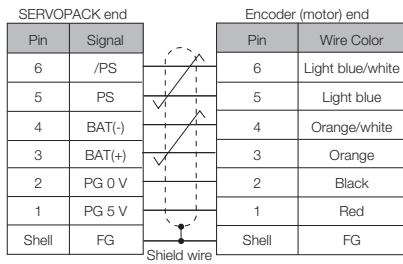 SERVOPACK end Encoder (motor) end
Pin Signal Pin Wire Color
6 /PS 6 Light blue/white
5 PS 5 Light blue
4 BAT(-) 4 Orange/white
3 BAT(+) 3 Orange
2 PG 0 V 2 Black
1 PG 5 V 1 Red
Shell FG Shell FG
Shield wire